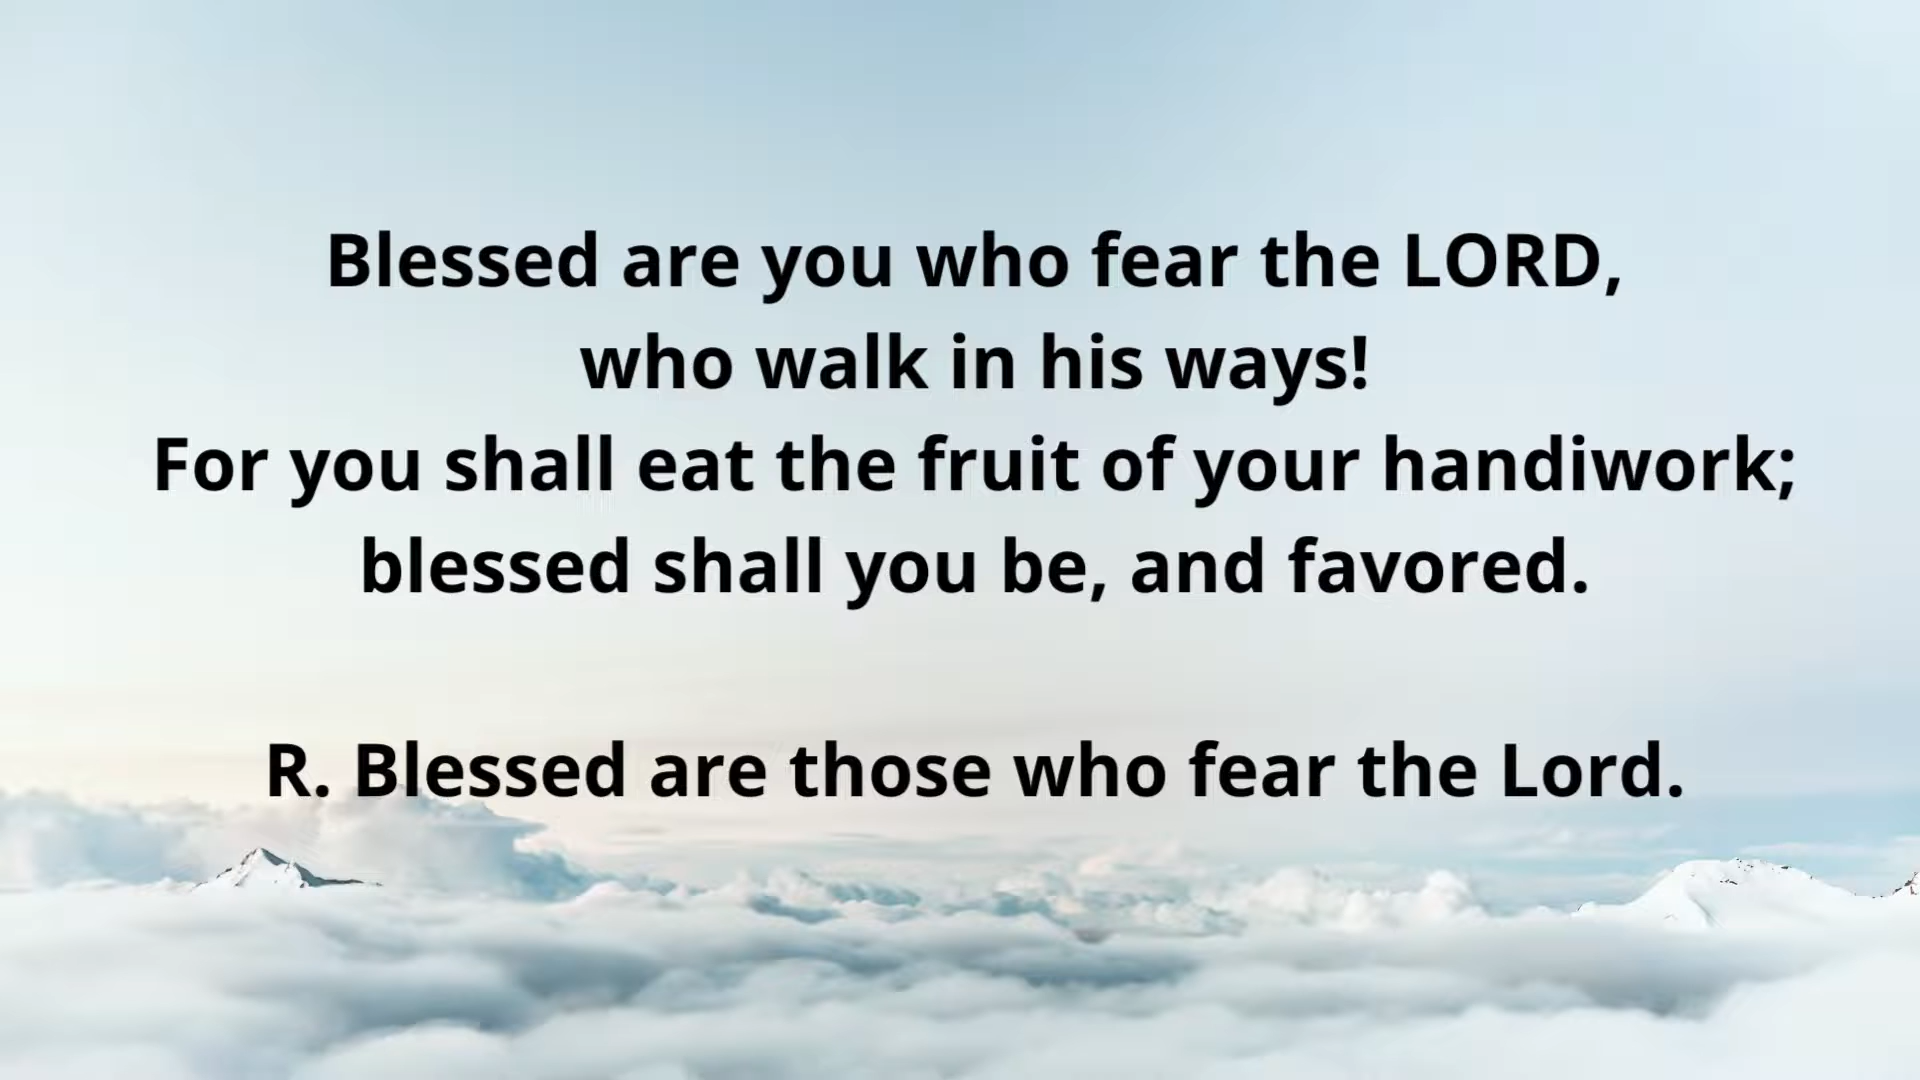 Blessed are you who fear the LORD,
who walk in his ways!
For you shall eat the fruit of your handiwork;
blessed shall you be, and favored.
R. Blessed are those who fear the Lord.